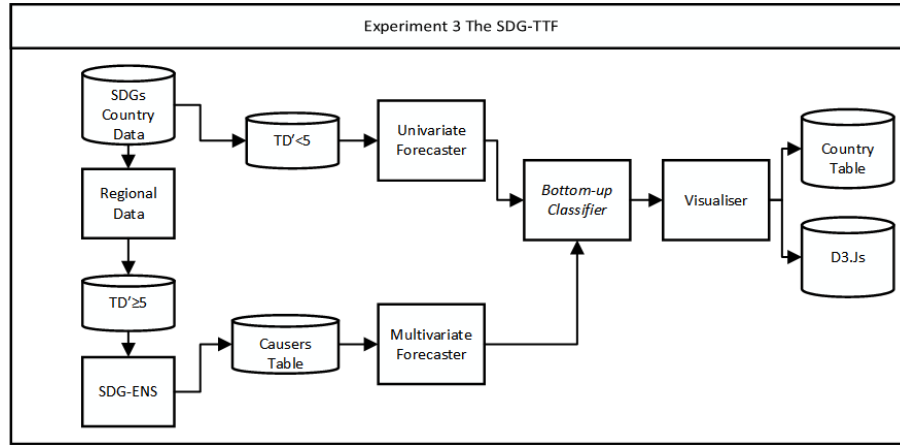 Experiment 3 The SDG-TTF
SDGs
Country
Data
TD'<5
Univariate
Forecaster
Bottom-up
Classifier
Visualiser
Country
Table
Regional
Data
D3.Js
TD'≥5
Causers
Table
Multivariate
Forecaster
SDG-ENS